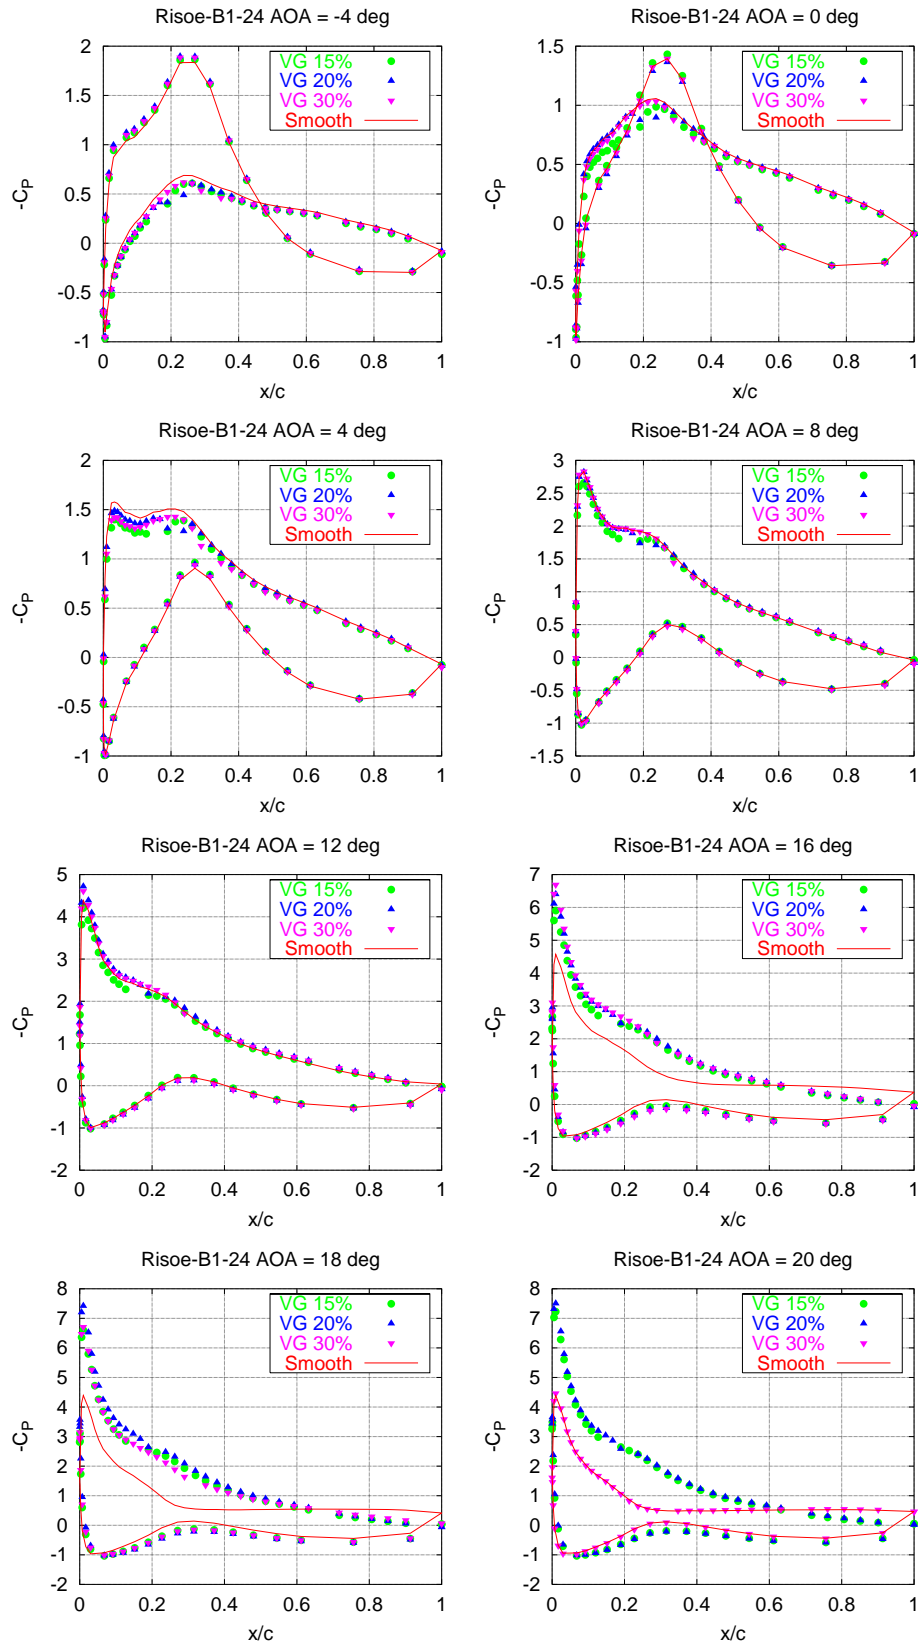 Risoe-B1-24 AOA = -4 deg
2
1.5
1
0.5
0
-0.5
-1
-C_P
VG 15%
VG 20%
VG 30%
Smooth
0 0.2 0.4 0.6 0.8 1
x/c
Risoe-B1-24 AOA = 0 deg
1.5
1
0.5
0
-0.5
-1
-C_P
VG 15%
VG 20%
VG 30%
Smooth
0 0.2 0.4 0.6 0.8 1
x/c
Risoe-B1-24 AOA = 4 deg
2
1.5
1
0.5
0
-0.5
-1
-C_P
VG 15%
VG 20%
VG 30%
Smooth
0 0.2 0.4 0.6 0.8 1
x/c
Risoe-B1-24 AOA = 8 deg
3
2.5
2
1.5
1
0.5
0
-0.5
-1
-1.5
-C_P
VG 15%
VG 20%
VG 30%
Smooth
0 0.2 0.4 0.6 0.8 1
x/c
Risoe-B1-24 AOA = 12 deg
5
4
3
2
1
0
-1
-2
-C_P
VG 15%
VG 20%
VG 30%
Smooth
0 0.2 0.4 0.6 0.8 1
x/c
Risoe-B1-24 AOA = 16 deg
7
6
5
4
3
2
1
0
-1
-2
-C_P
VG 15%
VG 20%
VG 30%
Smooth
0 0.2 0.4 0.6 0.8 1
x/c
Risoe-B1-24 AOA = 18 deg
8
7
6
5
4
3
2
1
0
-1
-2
-C_P
VG 15%
VG 20%
VG 30%
Smooth
0 0.2 0.4 0.6 0.8 1
x/c
Risoe-B1-24 AOA = 20 deg
8
7
6
5
4
3
2
1
0
-1
-2
-C_P
VG 15%
VG 20%
VG 30%
Smooth
0 0.2 0.4 0.6 0.8 1
x/c